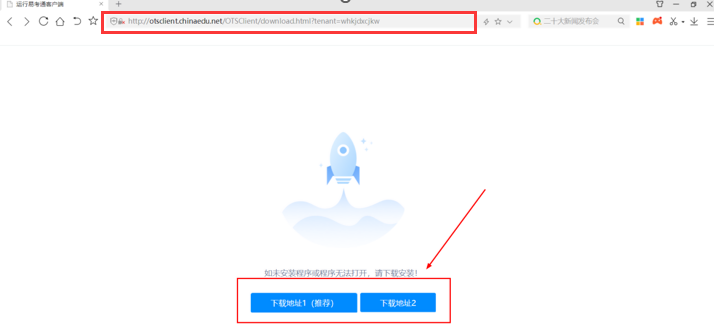 运行易考通客户端
http://otsclient.chinaedu.net/OTSClient/download.html?tenant=whkjdxcjkw
二十大新闻发布会
如未安装程序或程序无法打开，请下载安装！
下载地址1（推荐）
下载地址2